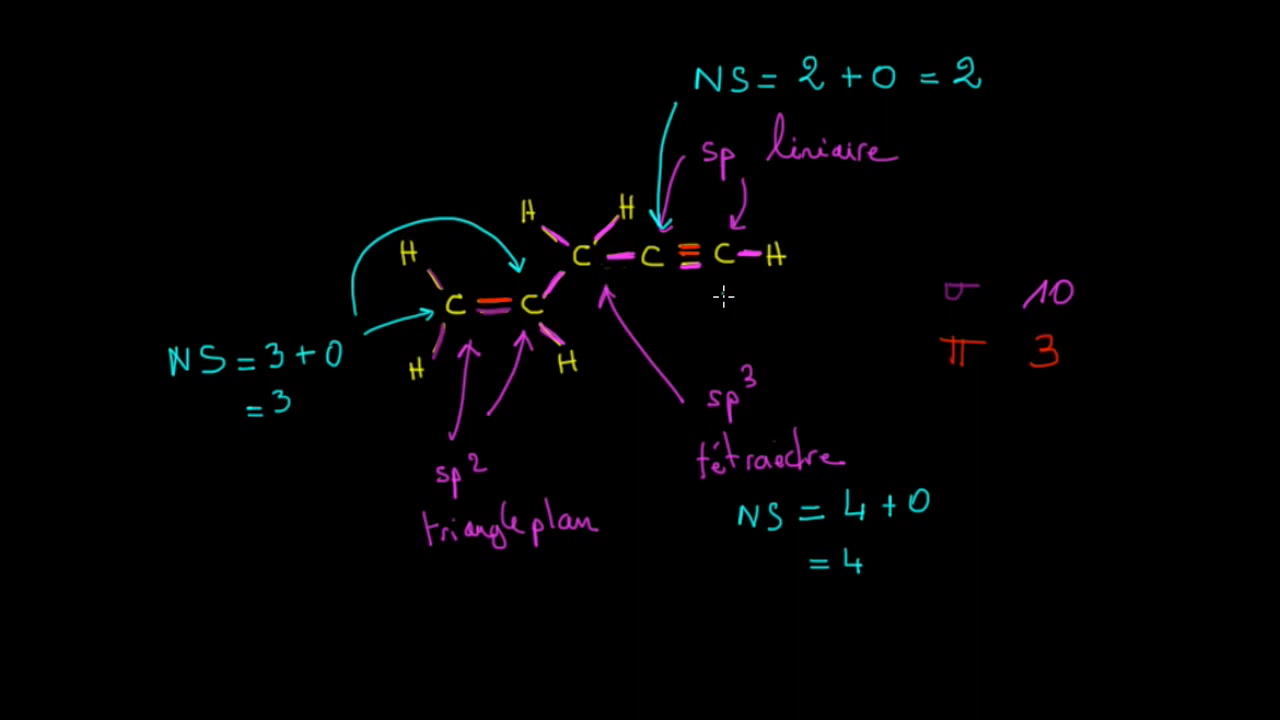 NS = 2 + 0 = 2
sp liniaire
H H
H C – C ≡ C – H
C = C
H H
NS = 3 + 0
= 3
σ 10
π 3
sp³
tétraèdre
sp²
triangle plan
NS = 4 + 0
= 4